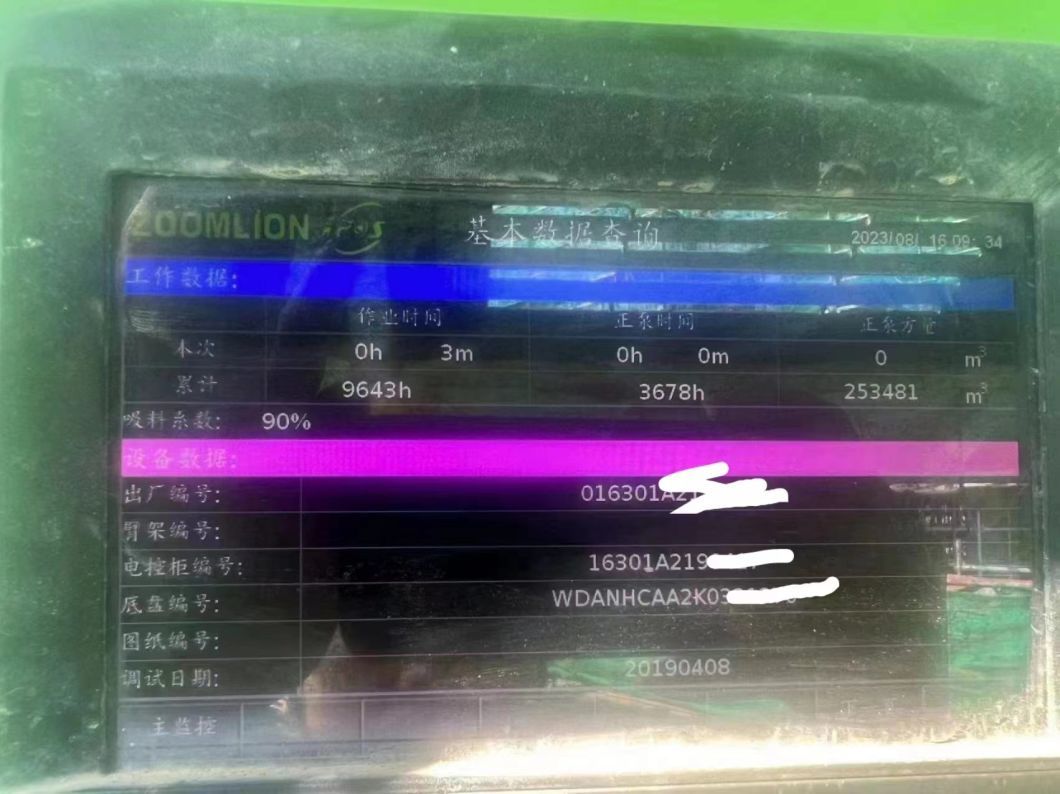 ZOOMLION iPOS 基本数据查询 2023/08/ 16 09: 34
工作数据:
作业时间 正泵时间 正泵方量
本次 0h 3m 0h 0m 0 m³
累计 9643h 3678h 253481 m³
吸料系数: 90%
设备数据:
出厂编号: 016301A21
臂架编号:
电控柜编号: 16301A219
底盘编号: WDANHCAA2K03
图纸编号:
调试日期: 20190408
主监控